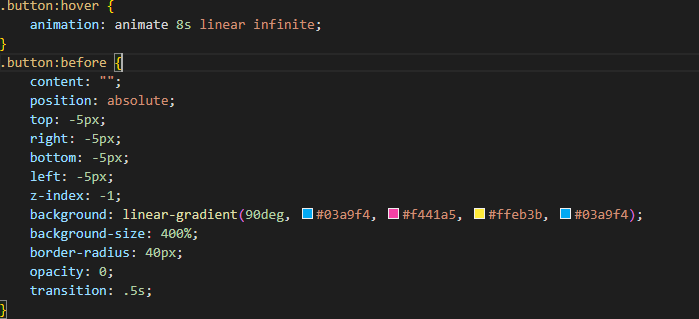 .button:hover {
    animation: animate 8s linear infinite;
}
.button:before {
    content: "";
    position: absolute;
    top: -5px;
    right: -5px;
    bottom: -5px;
    left: -5px;
    z-index: -1;
    background: linear-gradient(90deg, #03a9f4, #f441a5, #ffeb3b, #03a9f4);
    background-size: 400%;
    border-radius: 40px;
    opacity: 0;
    transition: .5s;
}